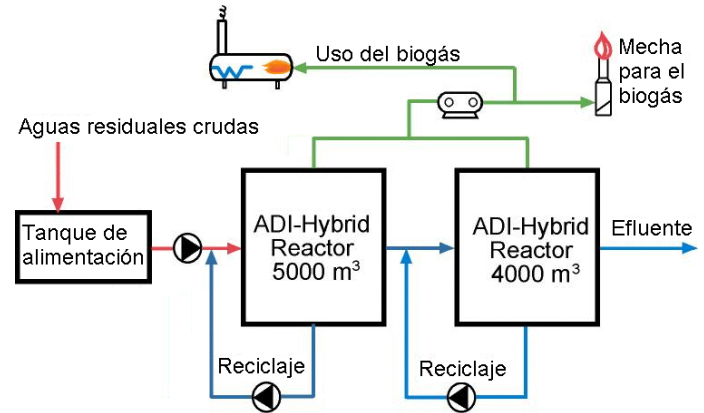 Uso del biogás
Mecha
para el
biogás
Aguas residuales crudas
Tanque de
alimentación
ADI-Hybrid
Reactor
5000 m³
ADI-Hybrid
Reactor
4000 m³
Efluente
Reciclaje
Reciclaje